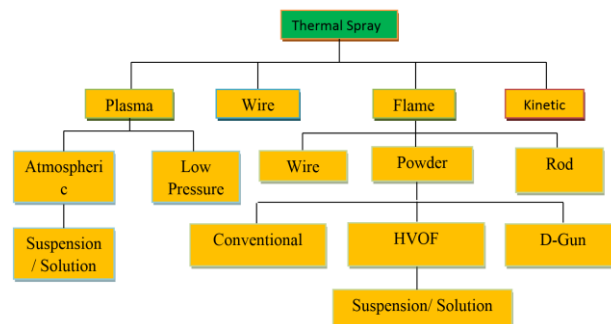 Thermal Spray
Plasma
Wire
Flame
Kinetic
Atmospheri
c
Low
Pressure
Wire
Powder
Rod
Suspension
/ Solution
Conventional
HVOF
D-Gun
Suspension/ Solution